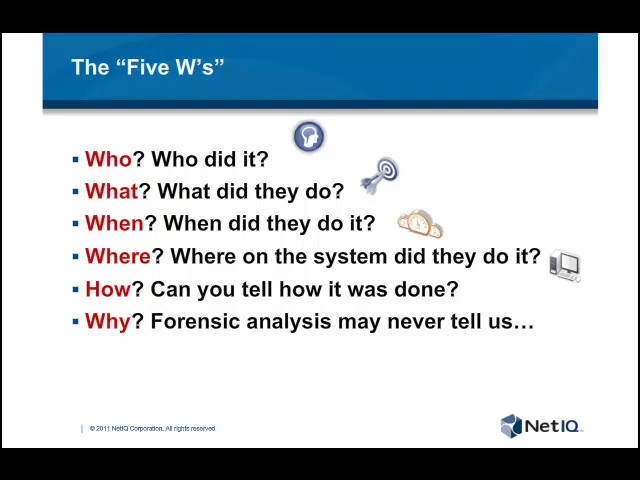 The “Five W’s”
▪ Who? Who did it?
▪ What? What did they do?
▪ When? When did they do it?
▪ Where? Where on the system did they do it?
▪ How? Can you tell how it was done?
▪ Why? Forensic analysis may never tell us…
© 2011 NetIQ Corporation. All rights reserved
NetIQ